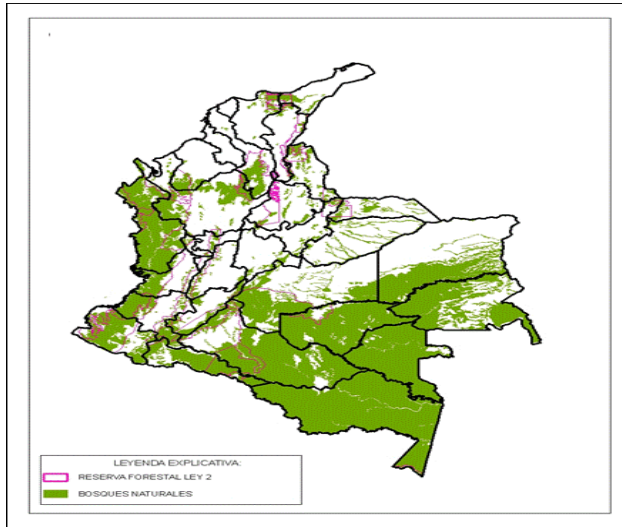 LEYENDA EXPLICATIVA:
RESERVA FORESTAL LEY 2
BOSQUES NATURALES